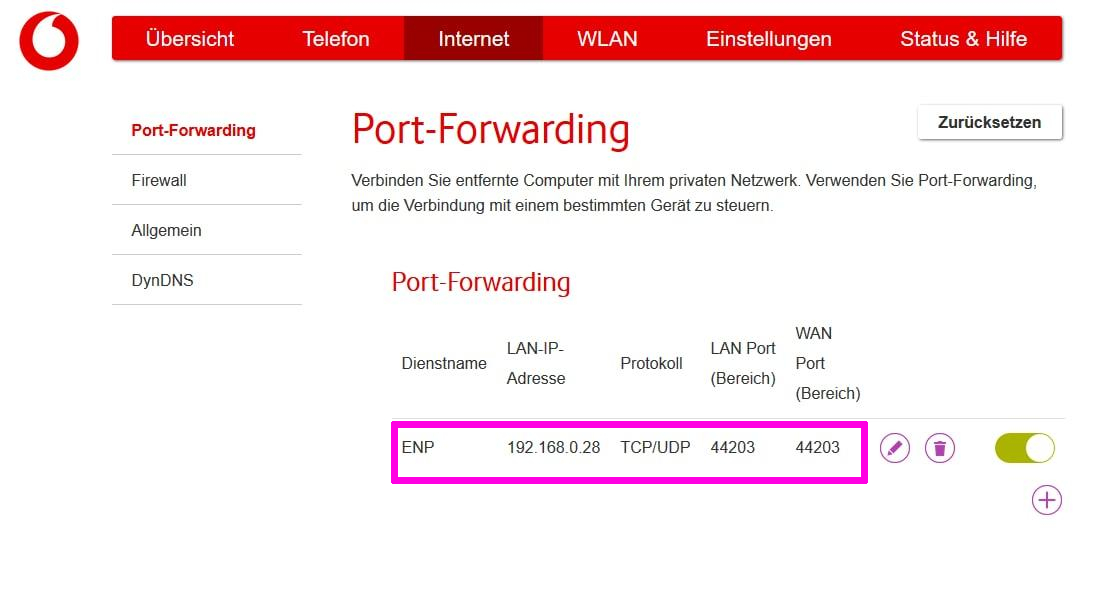 Übersicht Telefon Internet WLAN Einstellungen Status & Hilfe
Port-Forwarding
Firewall
Allgemein
DynDNS
Port-Forwarding
Zurücksetzen
Verbinden Sie entfernte Computer mit Ihrem privaten Netzwerk. Verwenden Sie Port-Forwarding,
um die Verbindung mit einem bestimmten Gerät zu steuern.
Port-Forwarding
Dienstname
LAN-IP-
Adresse
Protokoll
LAN Port
(Bereich)
WAN
Port
(Bereich)
ENP 192.168.0.28 TCP/UDP 44203 44203